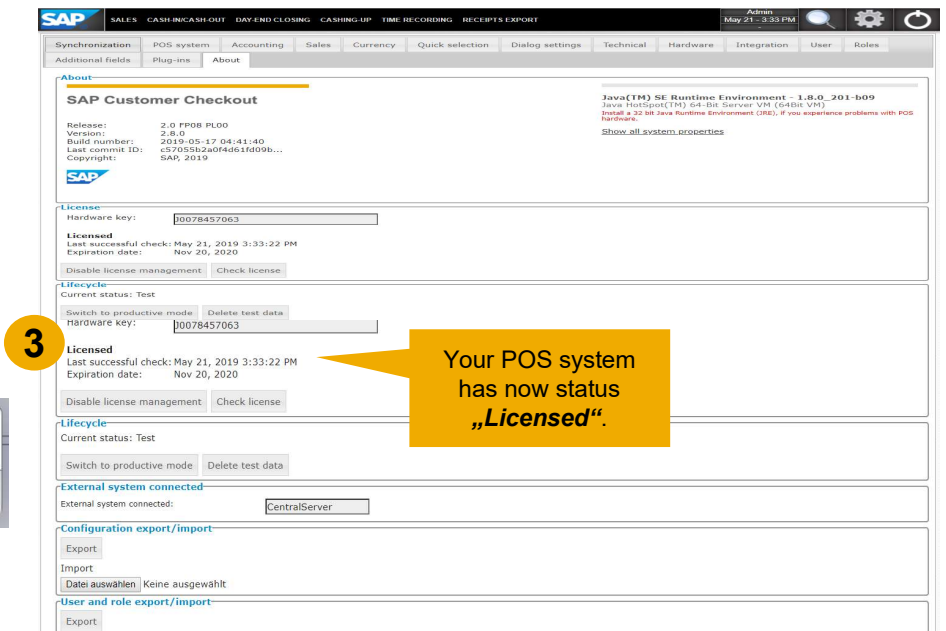 SAP SALES CASH-IN/CASH-OUT DAY-END CLOSING CASHING-UP TIME RECORDING RECEIPTS EXPORT Admin
May 21 - 3:33 PM
Synchronization POS system Accounting Sales Currency Quick selection Dialog settings Technical Hardware Integration User Roles
Additional fields Plug-ins About
About
SAP Customer Checkout
Release: 2.0 FP08 PL00
Version: 2.8.0
Build number: 2019-05-17 04:41:40
Last commit ID: c57055b2a0f4d61fd09b...
Copyright: SAP, 2019
SAP
Java(TM) SE Runtime Environment - 1.8.0_201-b09
Java HotSpot(TM) 64-Bit Server VM (64Bit VM)
Install a 32 bit Java Runtime Environment (JRE), if you experience problems with POS
hardware.
Show all system properties
License
Hardware key: J0078457063
Licensed
Last successful check: May 21, 2019 3:33:22 PM
Expiration date: Nov 20, 2020
Disable license management Check license
Lifecycle
Current status: Test
Switch to productive mode Delete test data
Hardware key: J0078457063
3
Licensed
Last successful check: May 21, 2019 3:33:22 PM
Expiration date: Nov 20, 2020
Disable license management Check license
Your POS system
has now status
„Licensed“.
Lifecycle
Current status: Test
Switch to productive mode Delete test data
External system connected
External system connected: CentralServer
Configuration export/import
Export
Import
Datei auswählen Keine ausgewählt
User and role export/import
Export